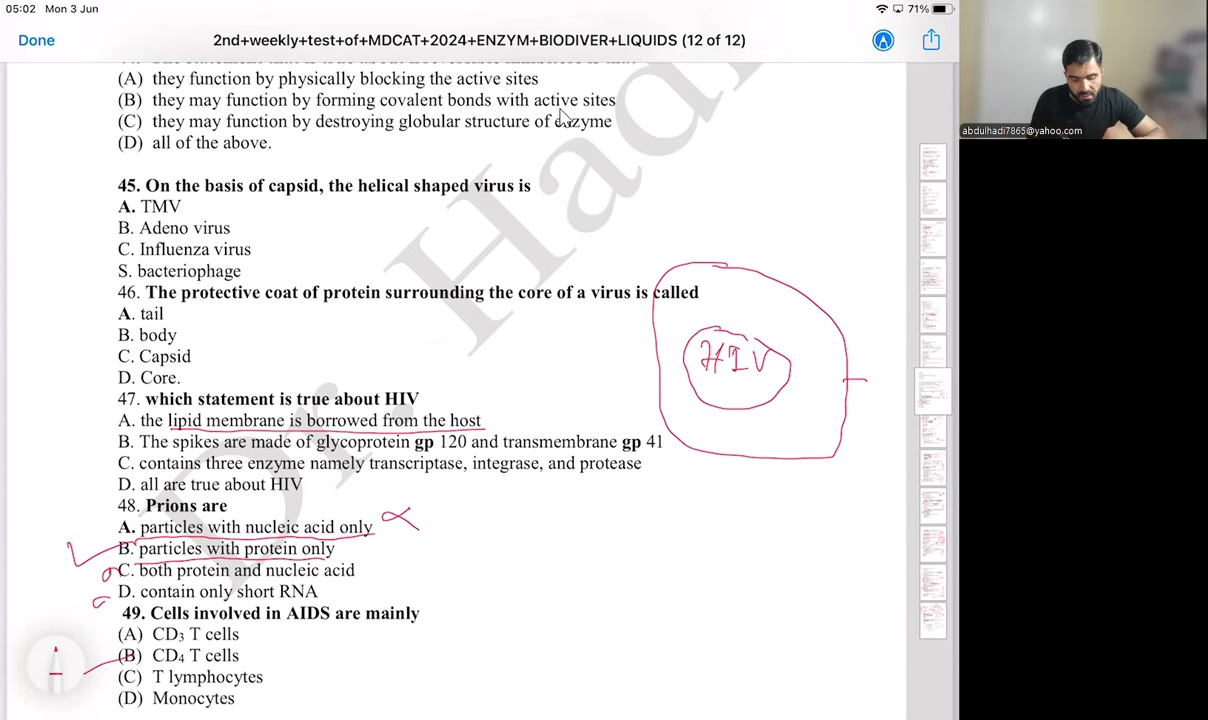 05:02 Mon 3 Jun
71%
Done
2nd+weekly+test+of+MDCAT+2024+ENZYM+BIODIVER+LIQUIDS (12 of 12)
(A) they function by physically blocking the active sites
(B) they may function by forming covalent bonds with active sites
(C) they may function by destroying globular structure of enzyme
(D) all of the above.
45. On the basis of capsid, the helical shaped virus is
A. TMV
B. Adeno virus
C. Influenza virus
S. bacteriophage
46. The protective coat of protein surrounding the core of a virus is called
A. tail
B. body
C. Capsid
D. Core.
47. which statement is true about HIV
A. the lipid membrane is borrowed from the host
B. The spikes are made of glycoprotein gp 120 and transmembrane gp 41
C. contains three enzyme namely transcriptase, integrase, and protease
D. all are true about HIV
48. Prions are
A. particles with nucleic acid only
B. particles with protein only
C. both protein and nucleic acid
D. contain only short RNA
49. Cells involved in AIDS are mainly
(A) CD3 T cells
(B) CD4 T cells
(C) T lymphocytes
(D) Monocytes
HIV
Dr. Hadi
abdulhadi7865@yahoo.com